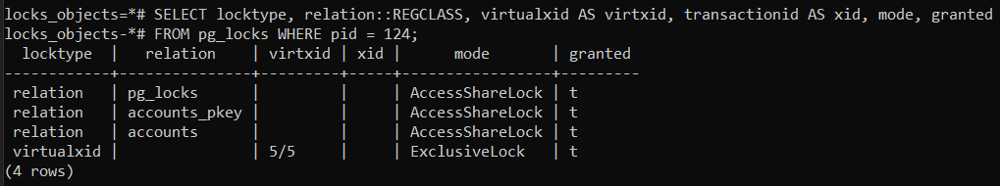 locks_objects=*# SELECT locktype, relation::REGCLASS, virtualxid AS virtxid, transactionid AS xid, mode, granted
locks_objects-*# FROM pg_locks WHERE pid = 124;
  locktype  |   relation    | virtxid | xid |      mode       | granted
------------+---------------+---------+-----+-----------------+---------
 relation   | pg_locks      |         |     | AccessShareLock | t
 relation   | accounts_pkey |         |     | AccessShareLock | t
 relation   | accounts      |         |     | AccessShareLock | t
 virtualxid |               | 5/5     |     | ExclusiveLock   | t
(4 rows)